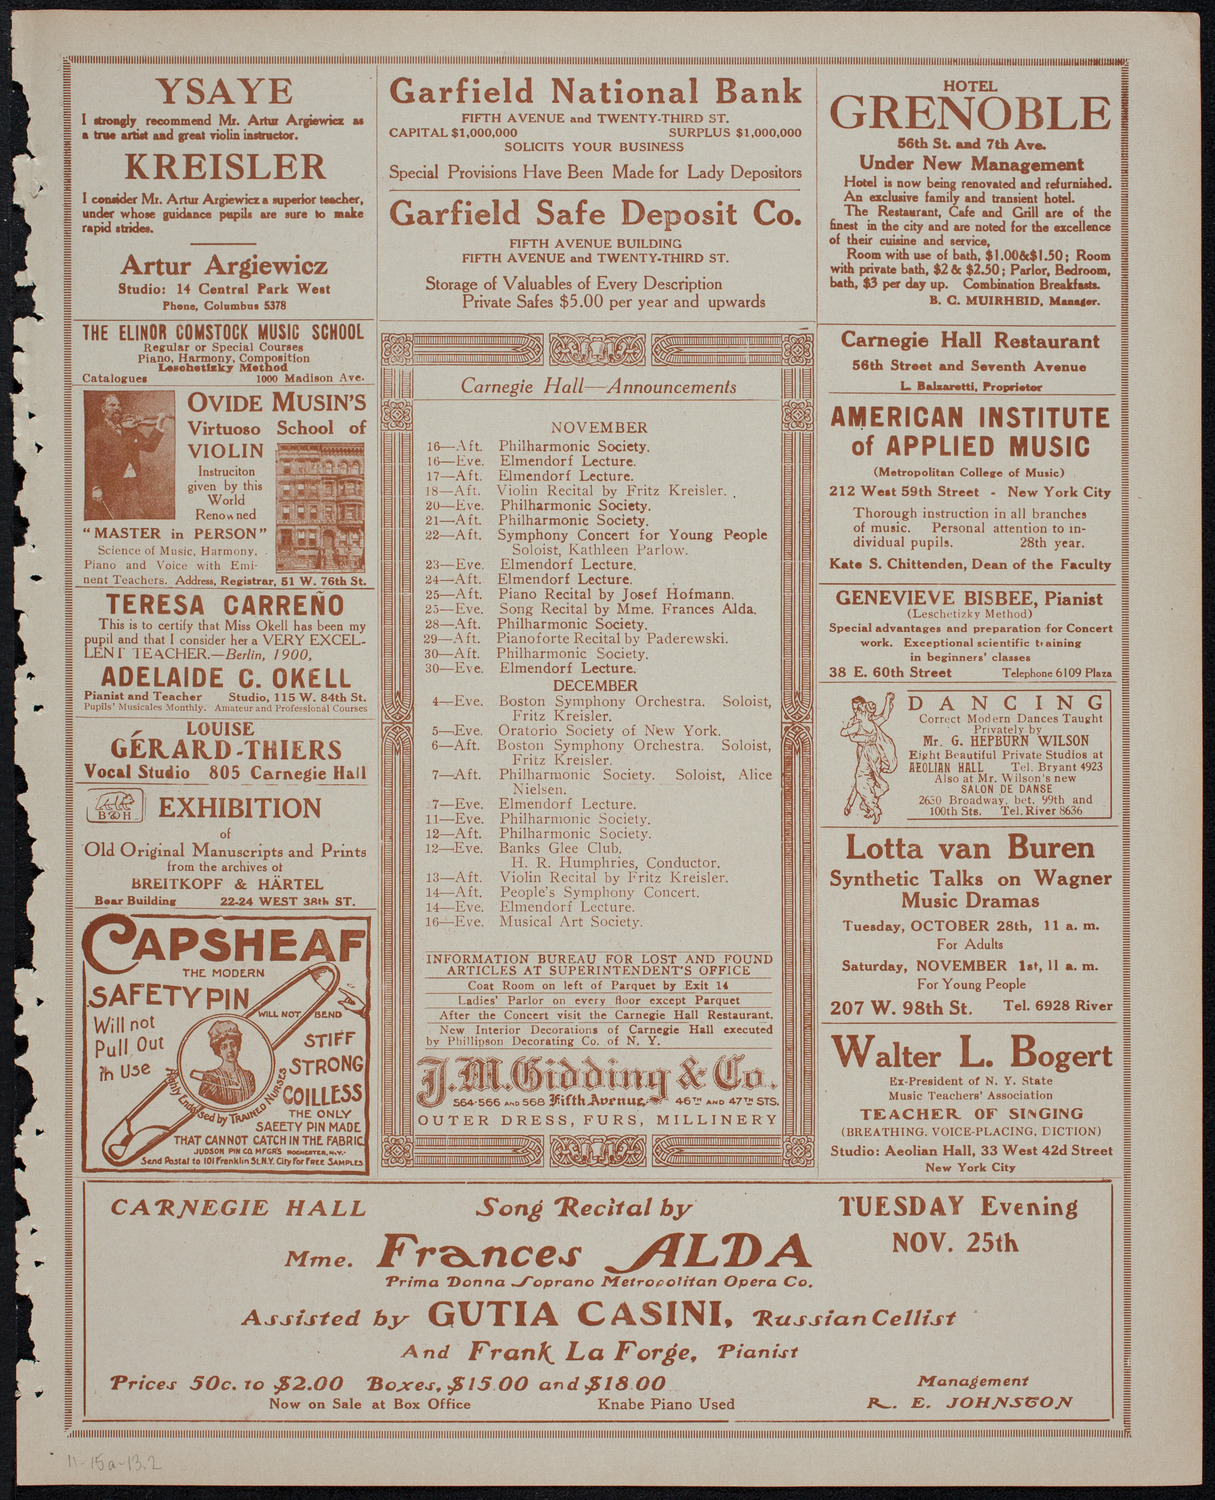 YSAYE
I strongly recommend Mr. Artur Argiewicz as
a true artist and great violin instructor.
KREISLER
I consider Mr. Artur Argiewicz a superior teacher,
under whose guidance pupils are sure to make
rapid strides.
Artur Argiewicz
Studio: 14 Central Park West
Phone, Columbus 5378
THE ELINOR COMSTOCK MUSIC SCHOOL
Regular or Special Courses
Piano, Harmony, Composition
Leschetizky Method
Catalogues 1000 Madison Ave.
OVIDE MUSIN'S
Virtuoso School of
VIOLIN
Instruciton
given by this
World
Renowned
"MASTER in PERSON"
Science of Music, Harmony,
Piano and Voice with Emi-
nent Teachers. Address, Registrar, 51 W. 76th St.
TERESA CARREÑO
This is to certify that Miss Okell has been my
pupil and that I consider her a VERY EXCEL-
LENT TEACHER.—Berlin, 1900,
ADELAIDE C. OKELL
Pianist and Teacher Studio, 115 W. 84th St.
Pupils' Musicales Monthly. Amateur and Professional Courses
LOUISE
GÉRARD-THIERS
Vocal Studio 805 Carnegie Hall
B&H
EXHIBITION
of
Old Original Manuscripts and Prints
from the archives of
BREITKOPF & HÄRTEL
Bear Building 22-24 WEST 38th ST.
CAPSHEAF
THE MODERN
SAFETY PIN
WILL NOT BEND
Will not
Pull Out
in Use
STIFF
STRONG
COILLESS
Highly Endorsed by TRAINED NURSES
THE ONLY
SAFETY PIN MADE
THAT CANNOT CATCH IN THE FABRIC
JUDSON PIN CO. MFGRS ROCHESTER, N.Y.
Send Postal to 101 Franklin St. N.Y. City for FREE SAMPLES
Garfield National Bank
FIFTH AVENUE and TWENTY-THIRD ST.
CAPITAL $1,000,000 SURPLUS $1,000,000
SOLICITS YOUR BUSINESS
Special Provisions Have Been Made for Lady Depositors
Garfield Safe Deposit Co.
FIFTH AVENUE BUILDING
FIFTH AVENUE and TWENTY-THIRD ST.
Storage of Valuables of Every Description
Private Safes $5.00 per year and upwards
Carnegie Hall—Announcements
NOVEMBER
16—Aft. Philharmonic Society.
16—Eve. Elmendorf Lecture.
17—Aft. Elmendorf Lecture.
18—Aft. Violin Recital by Fritz Kreisler.
20—Eve. Philharmonic Society.
21—Aft. Philharmonic Society.
22—Aft. Symphony Concert for Young People
Soloist, Kathleen Parlow.
23—Eve. Elmendorf Lecture.
24—Aft. Elmendorf Lecture.
25—Aft. Piano Recital by Josef Hofmann.
25—Eve. Song Recital by Mme. Frances Alda.
28—Aft. Philharmonic Society.
29—Aft. Pianoforte Recital by Paderewski.
30—Aft. Philharmonic Society.
30—Eve. Elmendorf Lecture.
DECEMBER
4—Eve. Boston Symphony Orchestra. Soloist,
Fritz Kreisler.
5—Eve. Oratorio Society of New York.
6—Aft. Boston Symphony Orchestra. Soloist,
Fritz Kreisler.
7—Aft. Philharmonic Society. Soloist, Alice
Nielsen.
7—Eve. Elmendorf Lecture.
11—Eve. Philharmonic Society.
12—Aft. Philharmonic Society.
12—Eve. Banks Glee Club,
H. R. Humphries, Conductor.
13—Aft. Violin Recital by Fritz Kreisler.
14—Aft. People's Symphony Concert.
14—Eve. Elmendorf Lecture.
16—Eve. Musical Art Society.
INFORMATION BUREAU FOR LOST AND FOUND
ARTICLES AT SUPERINTENDENT'S OFFICE
Coat Room on left of Parquet by Exit 14
Ladies' Parlor on every floor except Parquet
After the Concert visit the Carnegie Hall Restaurant.
New Interior Decorations of Carnegie Hall executed
by Phillipson Decorating Co. of N. Y.
J.M. Gidding & Co.
564-566 AND 568 Fifth Avenue, 46TH AND 47TH STS.
OUTER DRESS, FURS, MILLINERY
HOTEL
GRENOBLE
56th St. and 7th Ave.
Under New Management
Hotel is now being renovated and refurnished.
An exclusive family and transient hotel.
The Restaurant, Cafe and Grill are of the
finest in the city and are noted for the excellence
of their cuisine and service,
Room with use of bath, $1.00&$1.50; Room
with private bath, $2 & $2.50; Parlor, Bedroom,
bath, $3 per day up. Combination Breakfasts.
B. C. MUIRHEID, Manager.
Carnegie Hall Restaurant
56th Street and Seventh Avenue
L. Balzaretti, Proprietor
AMERICAN INSTITUTE
of APPLIED MUSIC
(Metropolitan College of Music)
212 West 59th Street - New York City
Thorough instruction in all branches
of music. Personal attention to in-
dividual pupils. 28th year.
Kate S. Chittenden, Dean of the Faculty
GENEVIEVE BISBEE, Pianist
(Leschetizky Method)
Special advantages and preparation for Concert
work. Exceptional scientific training
in beginners' classes
38 E. 60th Street Telephone 6109 Plaza
DANCING
Correct Modern Dances Taught
Privately by
Mr. G. HEPBURN WILSON
Eight Beautiful Private Studios at
AEOLIAN HALL Tel. Bryant 4923
Also at Mr. Wilson's new
SALON DE DANSE
2630 Broadway, bet. 99th and
100th Sts. Tel. River 8636
Lotta van Buren
Synthetic Talks on Wagner
Music Dramas
Tuesday, OCTOBER 28th, 11 a. m.
For Adults
Saturday, NOVEMBER 1st, 11 a. m.
For Young People
207 W. 98th St. Tel. 6928 River
Walter L. Bogert
Ex-President of N. Y. State
Music Teachers' Association
TEACHER OF SINGING
(BREATHING, VOICE-PLACING, DICTION)
Studio: Aeolian Hall, 33 West 42d Street
New York City
CARNEGIE HALL Song Recital by TUESDAY Evening
Mme. Frances ALDA NOV. 25th
Prima Donna Soprano Metropolitan Opera Co.
Assisted by GUTIA CASINI, Russian Cellist
And Frank La Forge, Pianist
Prices 50c. to $2.00 Boxes, $15.00 and $18.00 Management
Now on Sale at Box Office Knabe Piano Used R. E. JOHNSTON
11-15a-13.2